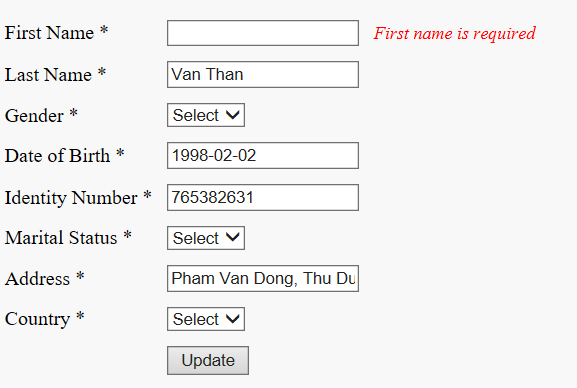 First Name * First name is required
Last Name * Van Than
Gender * Select
Date of Birth * 1998-02-02
Identity Number * 765382631
Marital Status * Select
Address * Pham Van Dong, Thu Du
Country * Select
Update